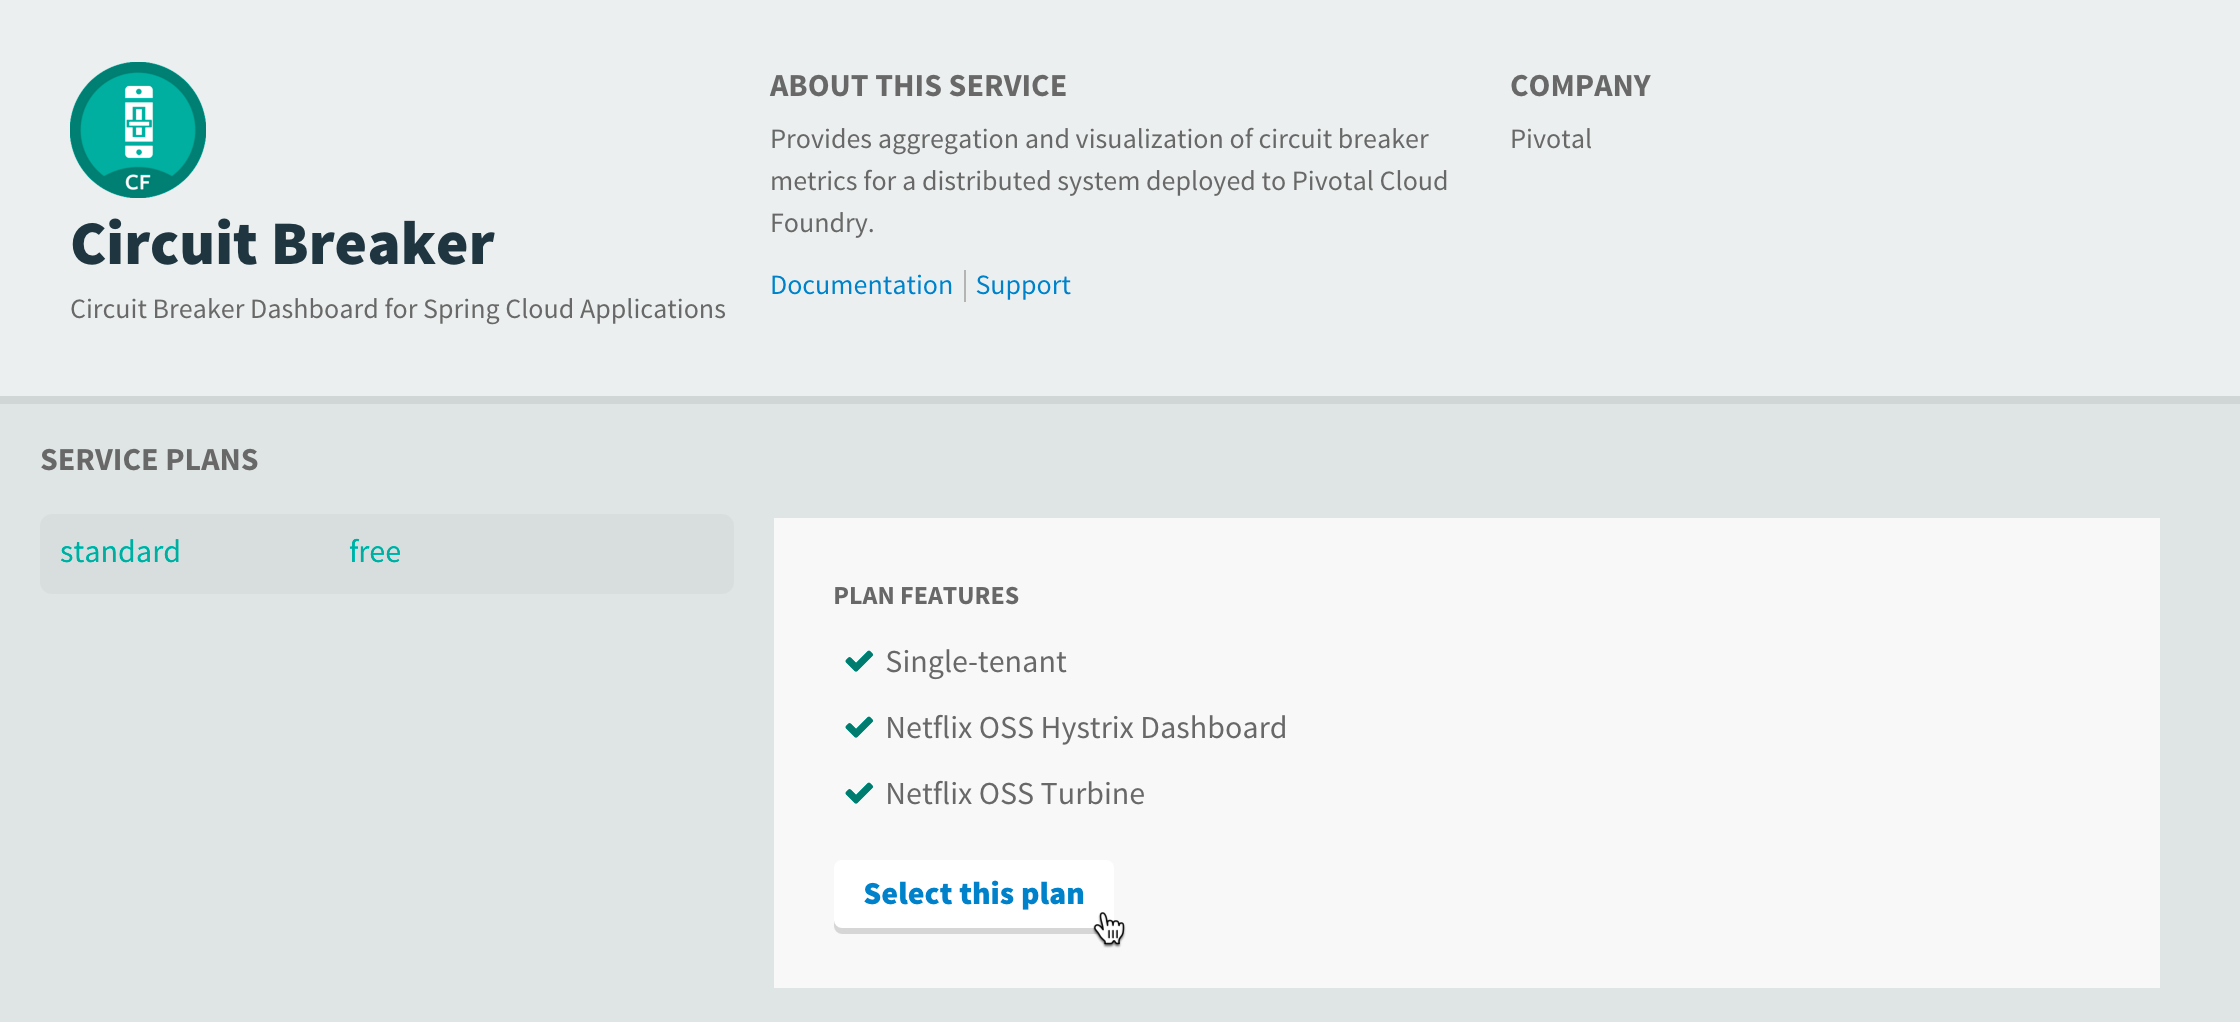 CF
Circuit Breaker
Circuit Breaker Dashboard for Spring Cloud Applications
ABOUT THIS SERVICE
Provides aggregation and visualization of circuit breaker
metrics for a distributed system deployed to Pivotal Cloud
Foundry.
Documentation | Support
COMPANY
Pivotal
SERVICE PLANS
standard free
PLAN FEATURES
Single-tenant
Netflix OSS Hystrix Dashboard
Netflix OSS Turbine
Select this plan